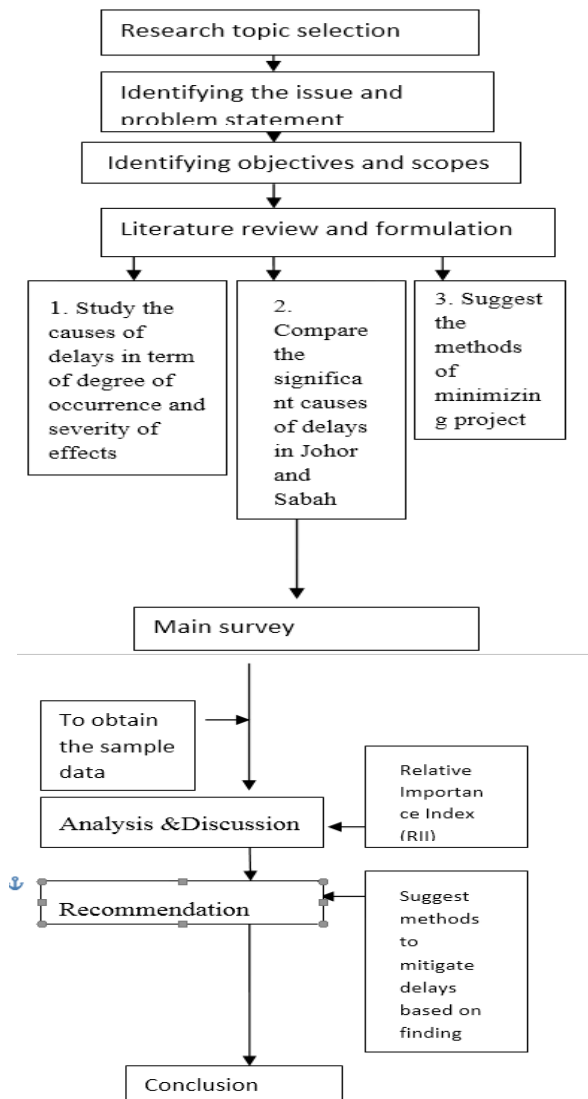 Research topic selection
Identifying the issue and
problem statement
Identifying objectives and scopes
Literature review and formulation
1. Study the
causes of
delays in term
of degree of
occurrence and
severity of
effects
2.
Compare
the
significa
nt causes
of delays
in Johor
and
Sabah
3. Suggest
the
methods
of
minimizin
g project
Main survey
To obtain
the sample
data
Analysis &Discussion
Relative
Importan
ce Index
(RII)
Recommendation
Suggest
methods
to
mitigate
delays
based on
finding
Conclusion